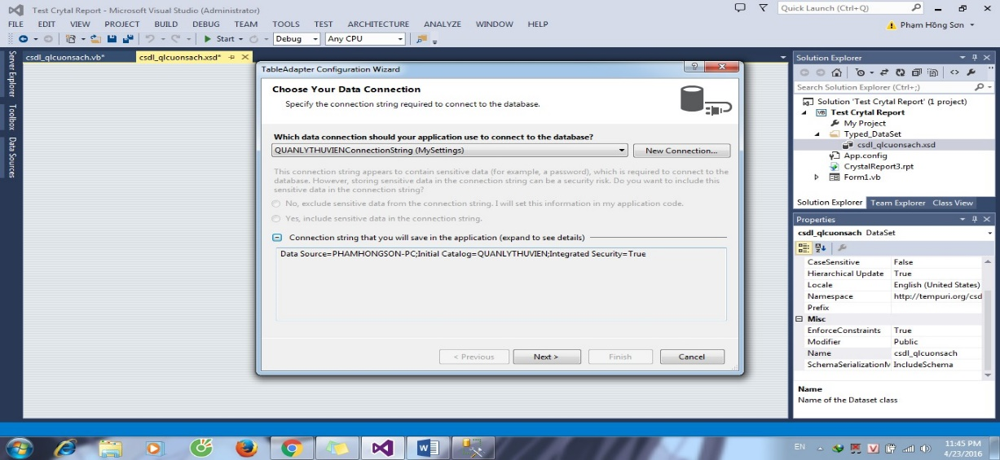 Test Crytal Report - Microsoft Visual Studio (Administrator)
Quick Launch (Ctrl+Q)
FILE EDIT VIEW PROJECT BUILD DEBUG TEAM TOOLS TEST ARCHITECTURE ANALYZE WINDOW HELP
Phạm Hồng Sơn
Start
Debug
Any CPU
Server Explorer
Toolbox
Data Sources
csdl_qlcuonsach.vb*
csdl_qlcuonsach.xsd*
TableAdapter Configuration Wizard
Choose Your Data Connection
Specify the connection string required to connect to the database.
Which data connection should your application use to connect to the database?
QUANLYTHUVIENConnectionString (MySettings)
New Connection...
This connection string appears to contain sensitive data (for example, a password), which is required to connect to the
database. However, storing sensitive data in the connection string can be a security risk. Do you want to include this
sensitive data in the connection string?
No, exclude sensitive data from the connection string. I will set this information in my application code.
Yes, include sensitive data in the connection string.
Connection string that you will save in the application (expand to see details)
Data Source=PHAMHONGSON-PC;Initial Catalog=QUANLYTHUVIEN;Integrated Security=True
< Previous
Next >
Finish
Cancel
Solution Explorer
Search Solution Explorer (Ctrl+;)
Solution 'Test Crytal Report' (1 project)
Test Crytal Report
My Project
Typed_DataSet
csdl_qlcuonsach.xsd
App.config
CrystalReport3.rpt
Form1.vb
Solution Explorer Team Explorer Class View
Properties
csdl_qlcuonsach DataSet
CaseSensitive False
Hierarchical Update True
Locale English (United States)
Namespace http://tempuri.org/csd
Prefix
Misc
EnforceConstraints True
Modifier Public
Name csdl_qlcuonsach
SchemaSerializationM IncludeSchema
Name
Name of the Dataset class
EN
11:45 PM
4/23/2016